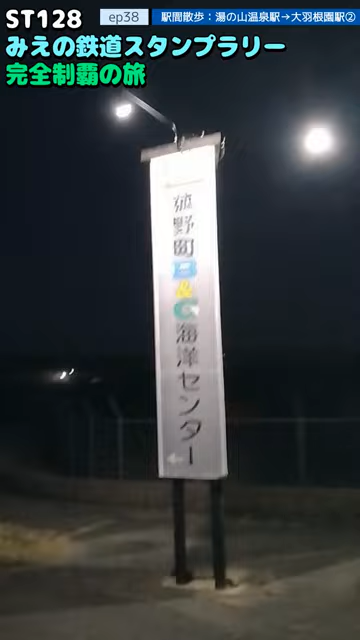 ST128
ep38
駅間散歩：湯の山温泉駅→大羽根園駅②
みえの鉄道スタンプラリー
完全制覇の旅
菰野町B&G海洋センター